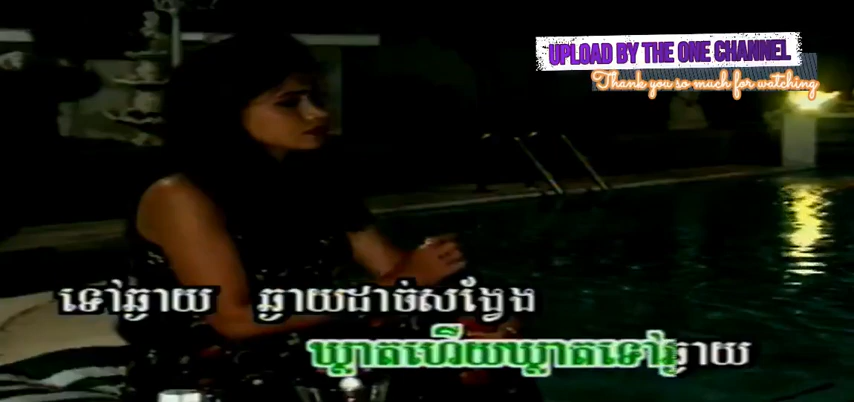 UPLOAD BY THE ONE CHANNEL
Thank you so much for watching
ទៅឆ្ងាយ ឆ្ងាយដាច់សង្វែង
ឃ្លាតហើយឃ្លាតទៅឆ្ងាយ